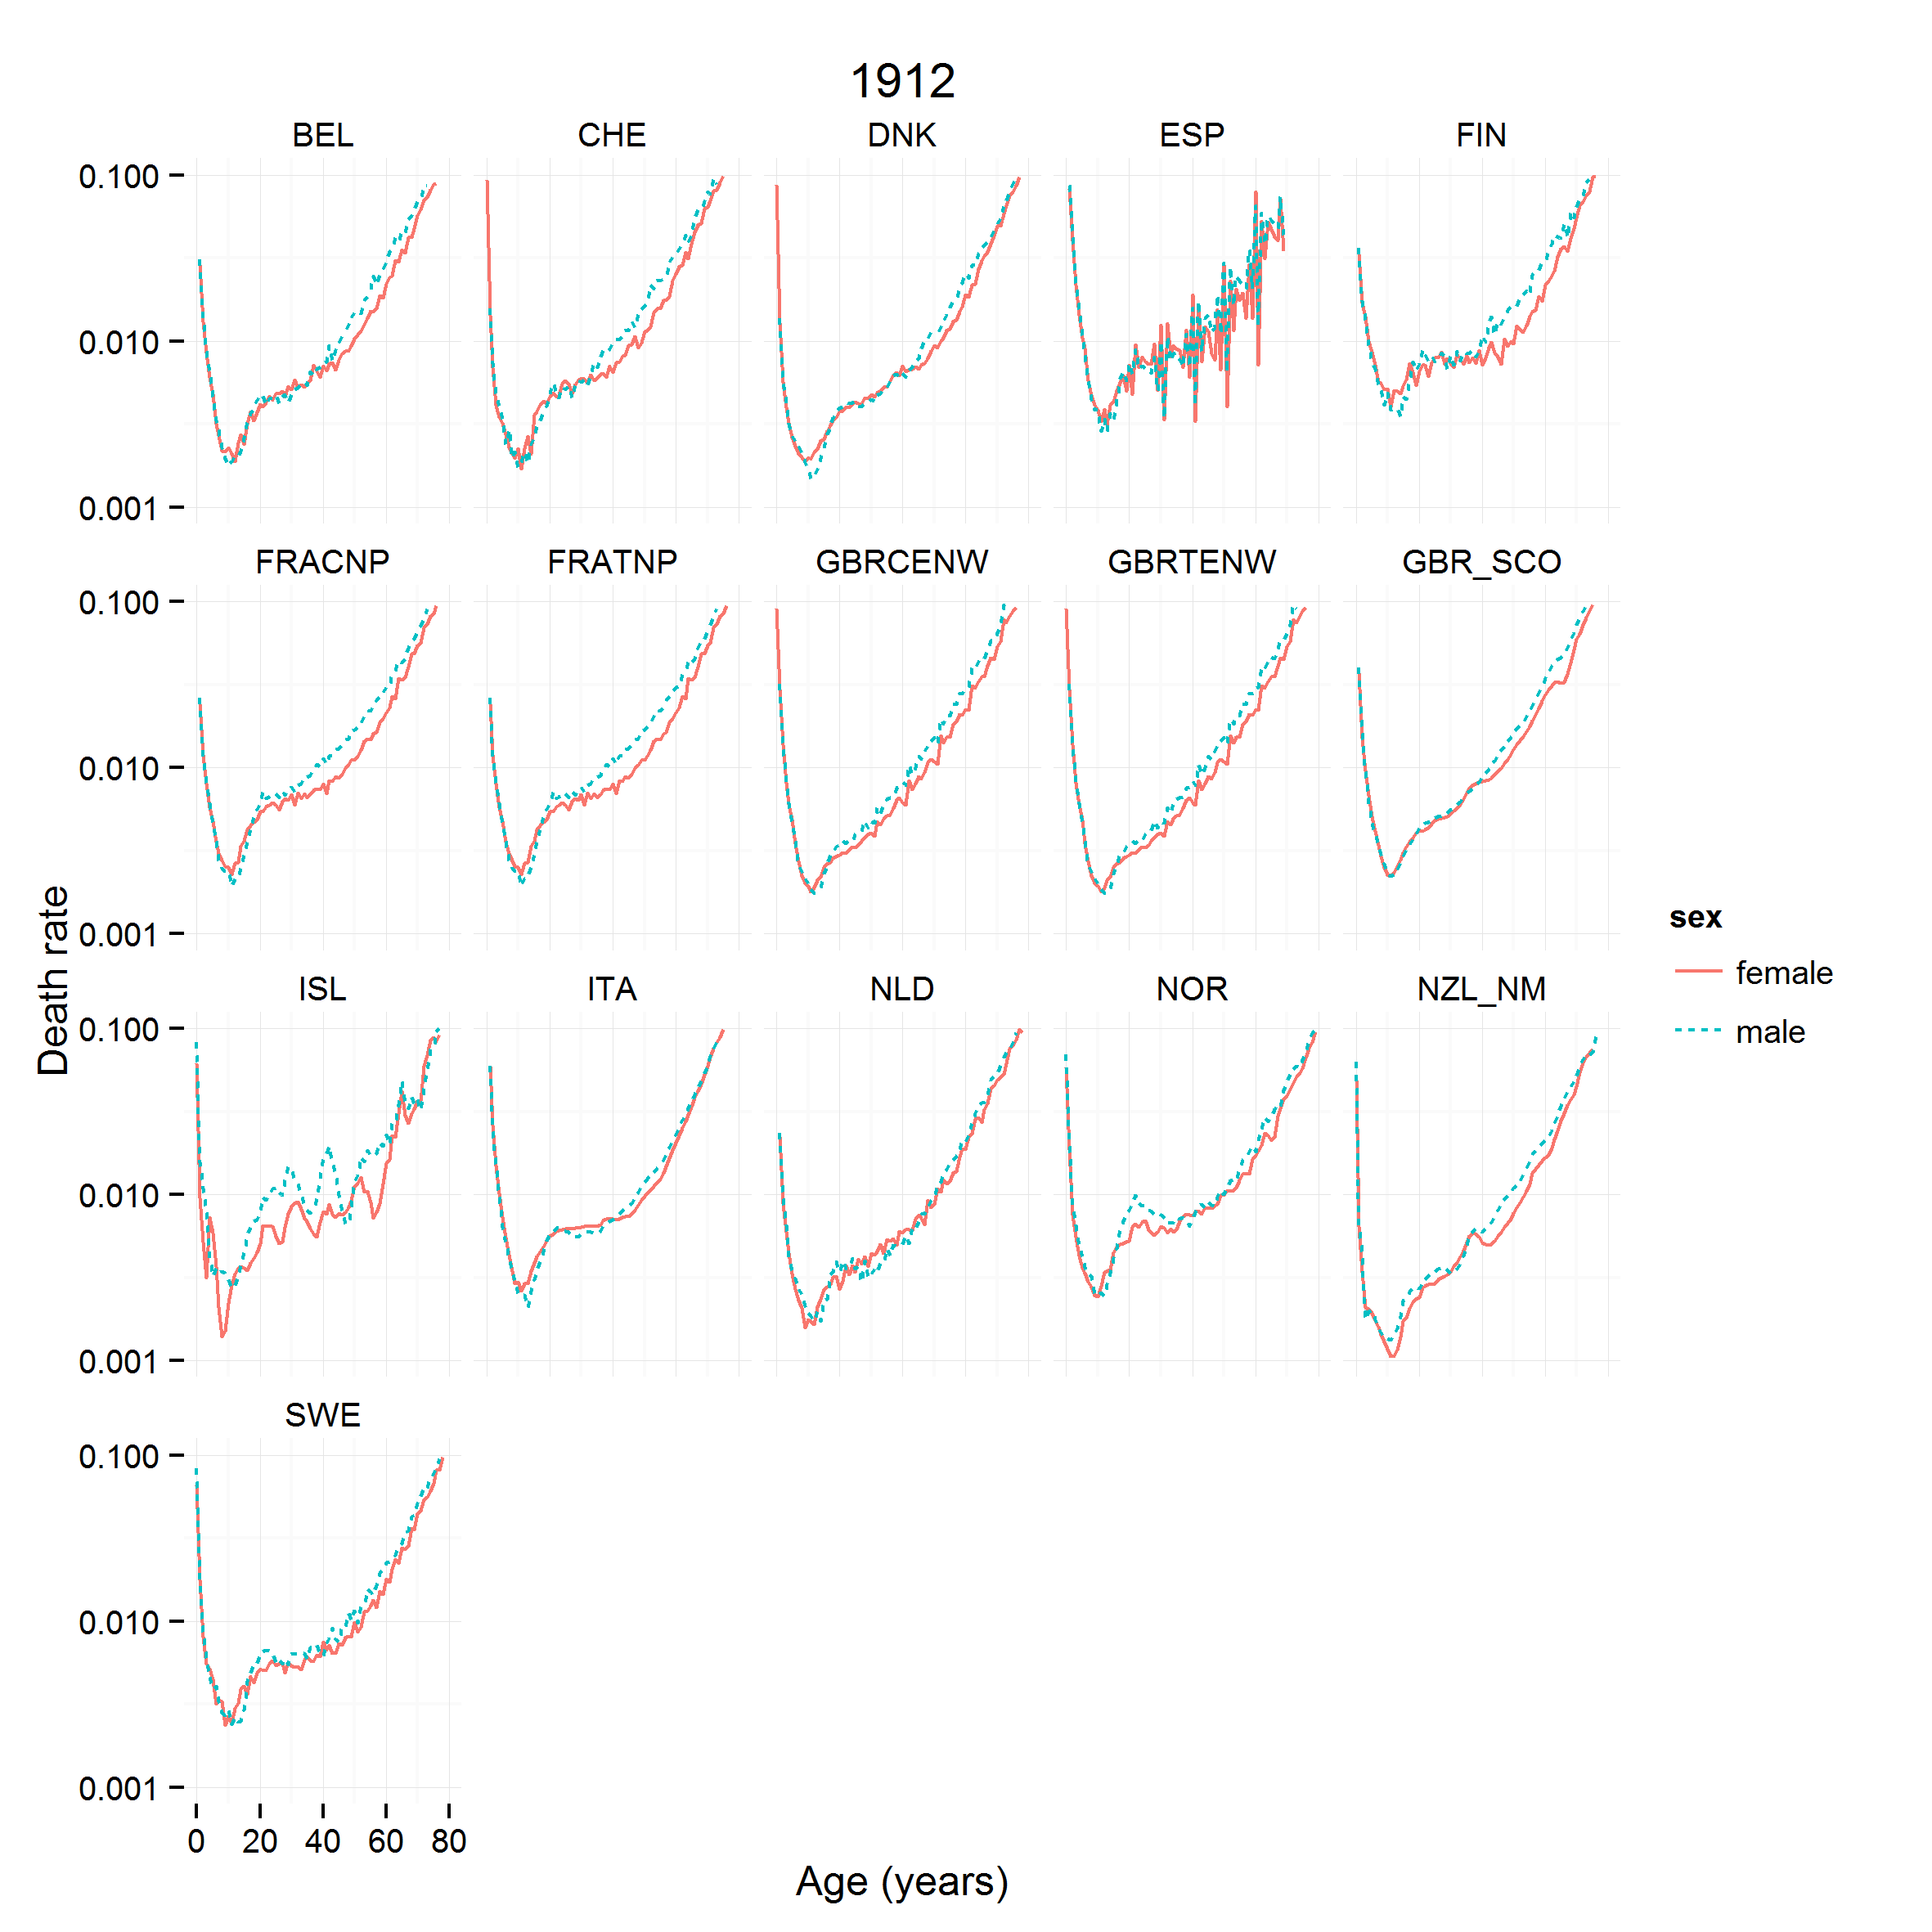 1912
BEL CHE DNK ESP FIN
0.100
0.010
0.001
FRACNP FRATNP GBRCENW GBRTENW GBR_SCO
0.100
0.010
0.001
ISL ITA NLD NOR NZL_NM
0.100
0.010
0.001
SWE
0.100
0.010
0.001
0 20 40 60 80
Age (years)
Death rate
sex
female
male